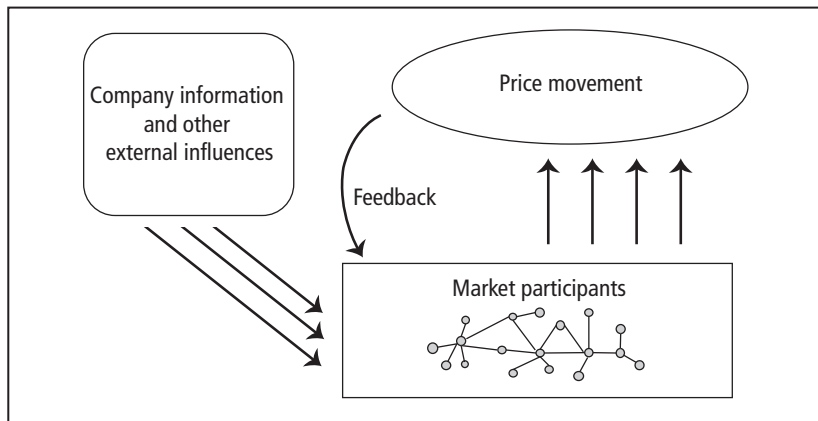 Company information
and other
external influences
Price movement
Feedback
Market participants